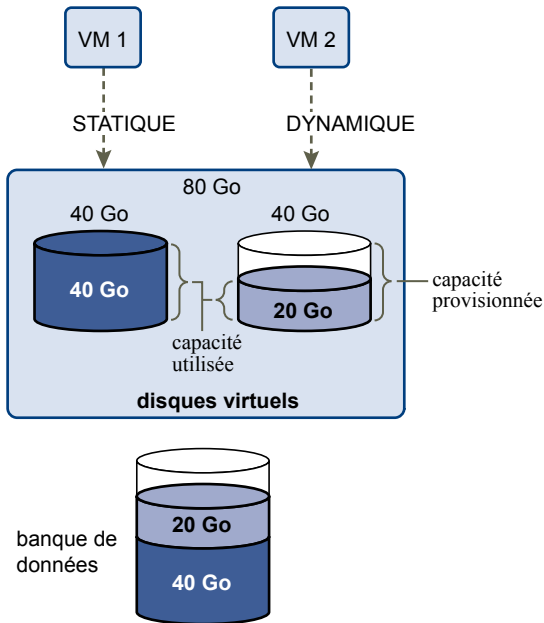 VM 1
VM 2
STATIQUE
DYNAMIQUE
80 Go
40 Go
40 Go
40 Go
20 Go
capacité
provisionnée
capacité
utilisée
disques virtuels
20 Go
banque de
données
40 Go